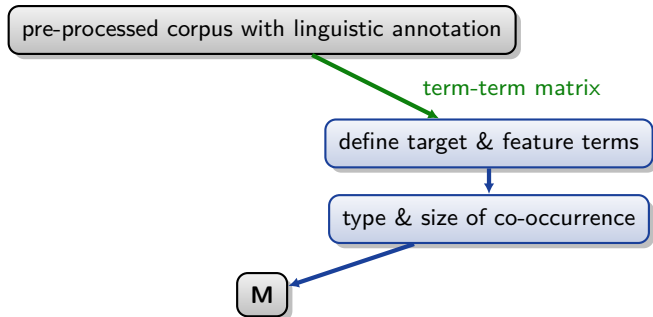 pre-processed corpus with linguistic annotation
term-term matrix
define target & feature terms
type & size of co-occurrence
M